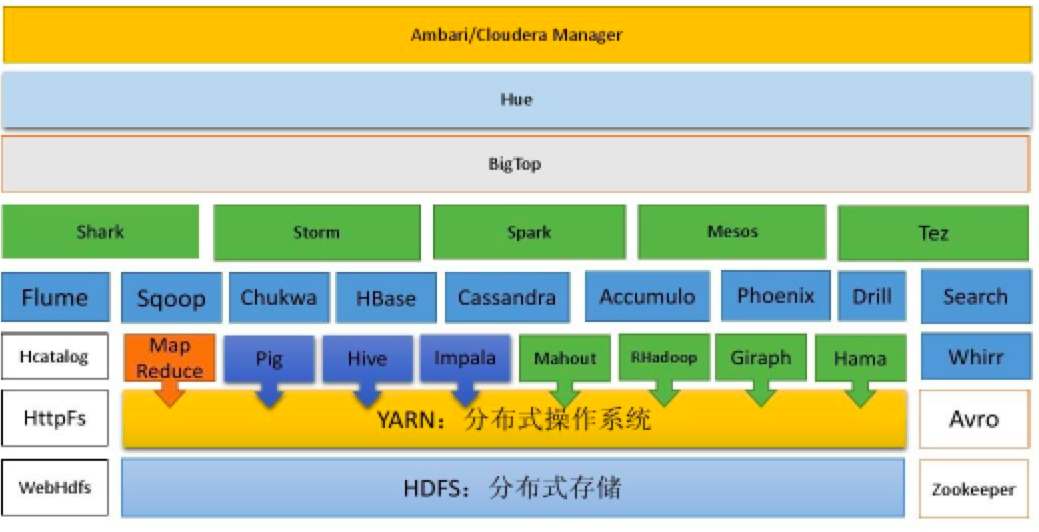 Ambari/Cloudera Manager
Hue
BigTop
Shark Storm Spark Mesos Tez
Flume Sqoop Chukwa HBase Cassandra Accumulo Phoenix Drill Search
Hcatalog Map Reduce Pig Hive Impala Mahout RHadoop Giraph Hama Whirr
HttpFs YARN：分布式操作系统 Avro
WebHdfs HDFS：分布式存储 Zookeeper